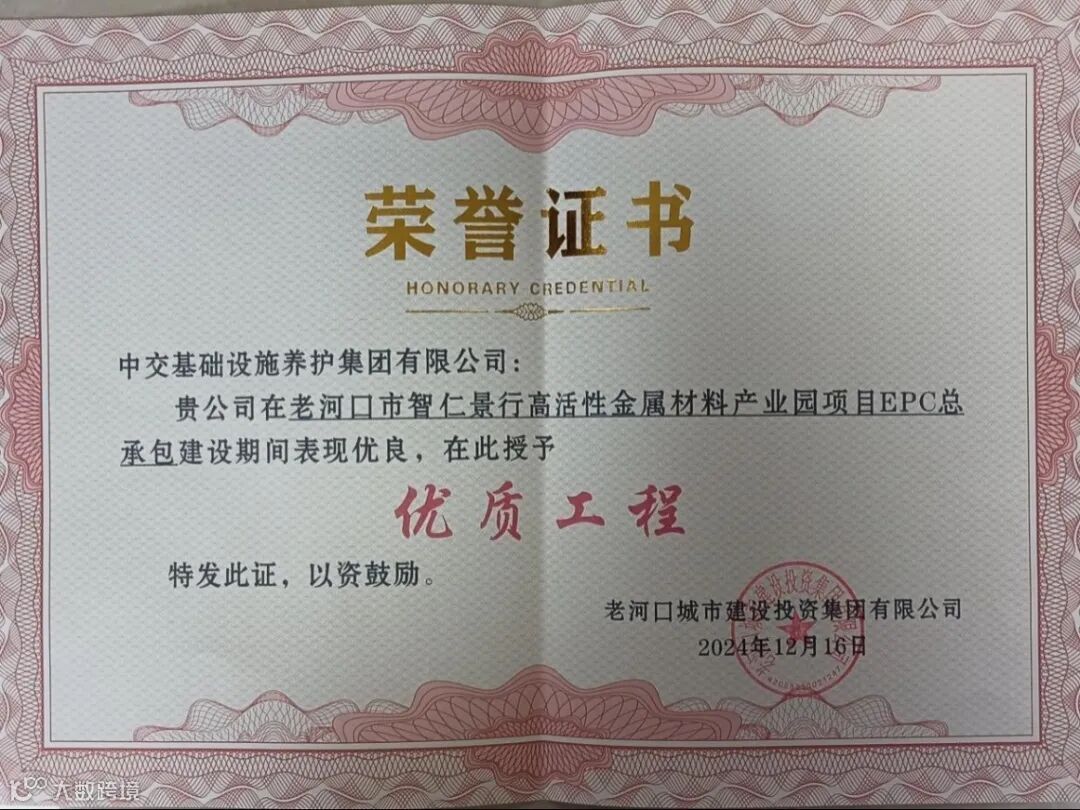 荣誉证书
HONORARY CREDENTIAL
中交基础设施养护集团有限公司：
贵公司在老河口市智仁景行高活性金属材料产业园项目EPC总
承包建设期间表现优良，在此授予
优质工程
特发此证，以资鼓励。
老河口城市建设投资集团有限公司
2024年12月16日
大数跨境